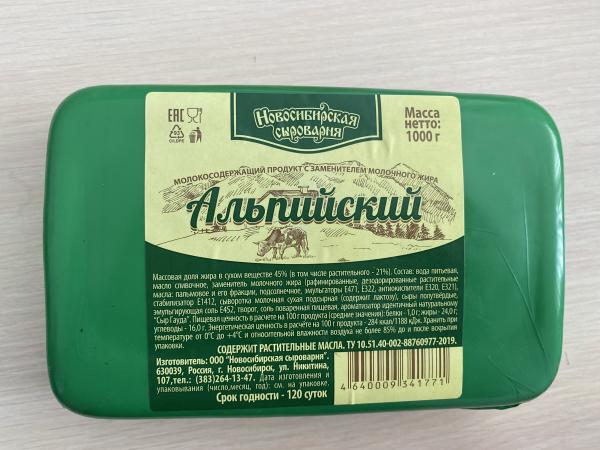 ЕАС
Новосибирская
сыроварня
Масса
нетто:
1000 г
МОЛОКОСОДЕРЖАЩИЙ ПРОДУКТ С ЗАМЕНИТЕЛЕМ МОЛОЧНОГО ЖИРА
Альпийский
Массовая доля жира в сухом веществе 45% (в том числе растительного - 21%). Состав: вода питьевая,
масло сливочное, заменитель молочного жира (рафинированные, дезодорированные растительные
масла: пальмовое и его фракции, подсолнечное, эмульгаторы Е471, Е322, антиокислители Е320, Е321),
стабилизатор Е1412, сыворотка молочная сухая подсырная (содержит лактозу), сыры полутвёрдые,
эмульгирующая соль Е452, творог, соль поваренная пищевая, ароматизатор идентичный натуральному
"Сыр Гауда". Пищевая ценность в расчете на 100 г продукта (средние значения): белки - 1,0 г; жиры - 24,0 г;
углеводы - 16,0 г. Энергетическая ценность в расчёте на 100 г продукта - 284 ккал/1188 кДж. Хранить при
температуре от 0°С до +4°С и относительной влажности воздуха не более 85% до и после вскрытия
упаковки.
СОДЕРЖИТ РАСТИТЕЛЬНЫЕ МАСЛА. ТУ 10.51.40-002-88760977-2019.
Изготовитель: ООО "Новосибирская сыроварня".
630039, Россия, г. Новосибирск, ул. Никитина,
107,тел.: (383)264-13-47. Дата изготовления и
упаковывания (число,месяц, год): см. на упаковке.
Срок годности - 120 суток
4 640009 341771